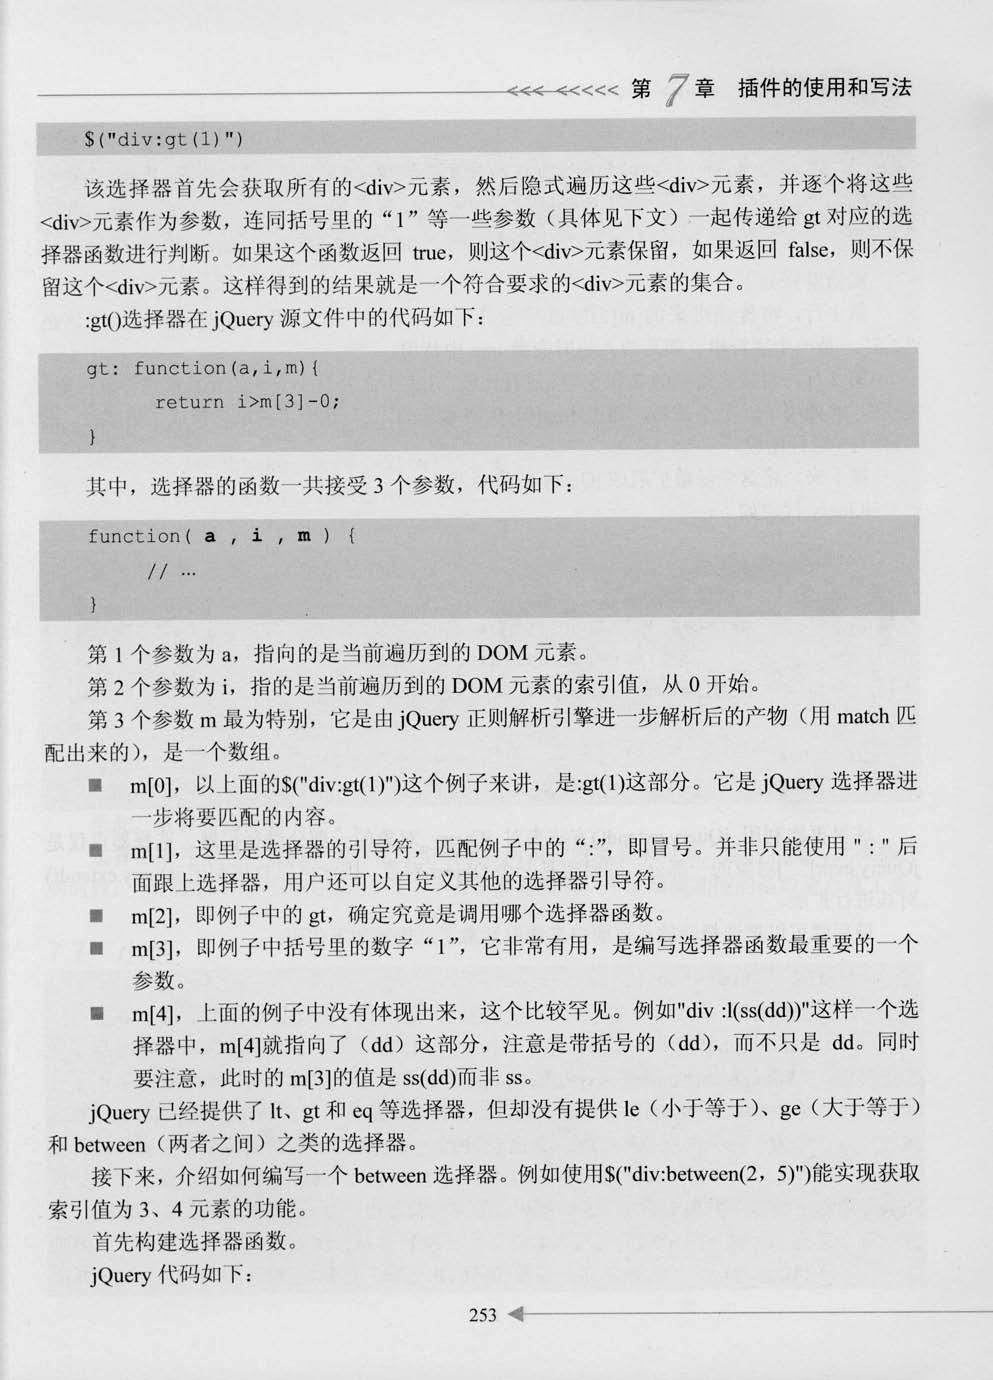 <<< <<<<< 第 7 章 插件的使用和写法
$("div:gt(1)")
该选择器首先会获取所有的<div>元素，然后隐式遍历这些<div>元素，并逐个将这些
<div>元素作为参数，连同括号里的“1”等一些参数（具体见下文）一起传递给 gt 对应的选
择器函数进行判断。如果这个函数返回 true，则这个<div>元素保留，如果返回 false，则不保
留这个<div>元素。这样得到的结果就是一个符合要求的<div>元素的集合。
:gt()选择器在 jQuery 源文件中的代码如下：
gt: function(a,i,m){
return i>m[3]-0;
}
其中，选择器的函数一共接受 3 个参数，代码如下：
function( a , i , m ) {
// …
}
第 1 个参数为 a，指向的是当前遍历到的 DOM 元素。
第 2 个参数为 i，指的是当前遍历到的 DOM 元素的索引值，从 0 开始。
第 3 个参数 m 最为特别，它是由 jQuery 正则解析引擎进一步解析后的产物（用 match 匹
配出来的），是一个数组。
■ m[0]，以上面的$("div:gt(1)")这个例子来讲，是:gt(1)这部分。它是 jQuery 选择器进
一步将要匹配的内容。
■ m[1]，这里是选择器的引导符，匹配例子中的“:”，即冒号。并非只能使用 " : " 后
面跟上选择器，用户还可以自定义其他的选择器引导符。
■ m[2]，即例子中的 gt，确定究竟是调用哪个选择器函数。
■ m[3]，即例子中括号里的数字“1”，它非常有用，是编写选择器函数最重要的一个
参数。
■ m[4]，上面的例子中没有体现出来，这个比较罕见。例如"div :l(ss(dd))"这样一个选
择器中，m[4]就指向了（dd）这部分，注意是带括号的（dd），而不只是 dd。同时
要注意，此时的 m[3]的值是 ss(dd)而非 ss。
jQuery 已经提供了 lt、gt 和 eq 等选择器，但却没有提供 le（小于等于）、ge（大于等于）
和 between（两者之间）之类的选择器。
接下来，介绍如何编写一个 between 选择器。例如使用$("div:between(2，5)")能实现获取
索引值为 3、4 元素的功能。
首先构建选择器函数。
jQuery 代码如下：
253